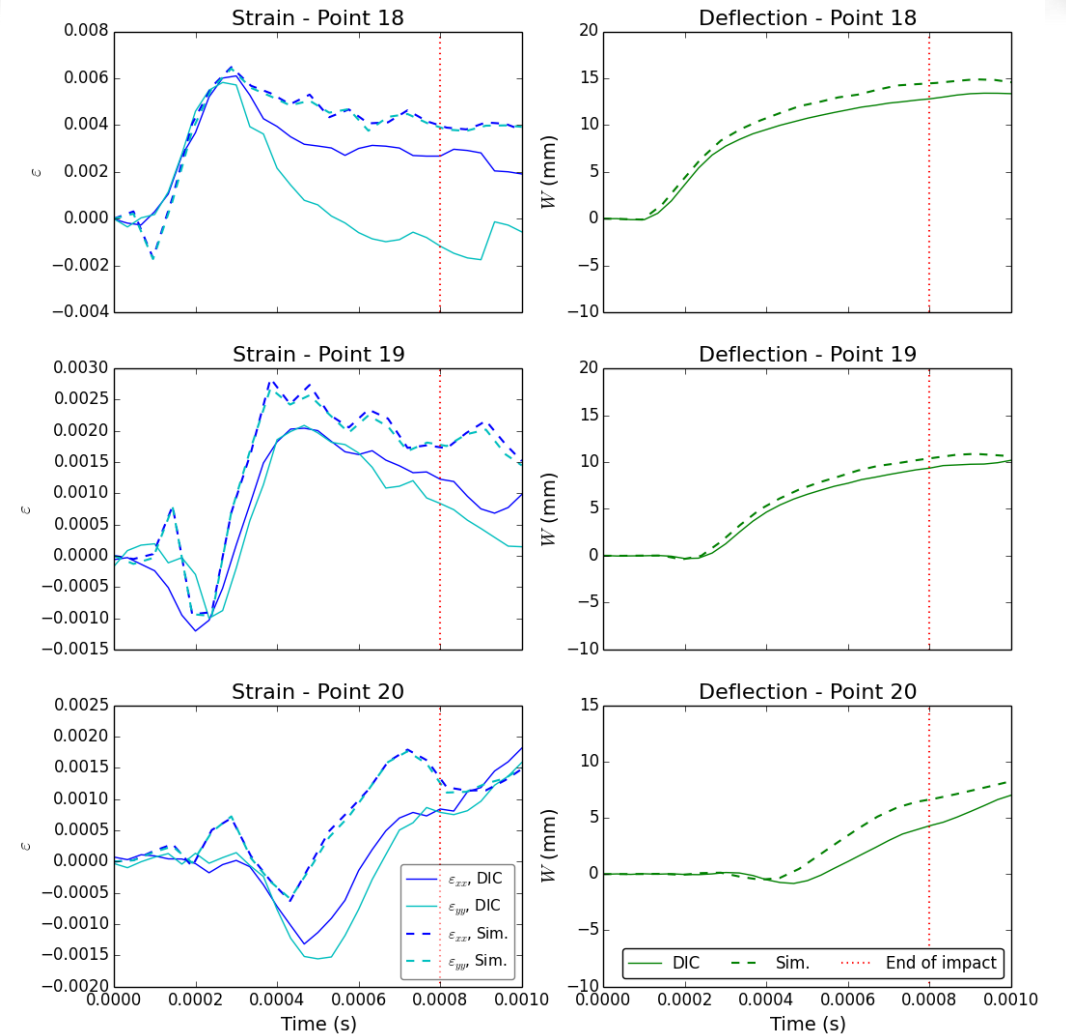 Strain - Point 18
0.008
0.006
0.004
0.002
0.000
−0.002
−0.004
ε
Deflection - Point 18
20
15
10
5
0
−5
−10
W (mm)
Strain - Point 19
0.0030
0.0025
0.0020
0.0015
0.0010
0.0005
0.0000
−0.0005
−0.0010
−0.0015
ε
Deflection - Point 19
20
15
10
5
0
−5
−10
W (mm)
Strain - Point 20
0.0025
0.0020
0.0015
0.0010
0.0005
0.0000
−0.0005
−0.0010
−0.0015
−0.0020
ε
εxx, DIC
εyy, DIC
εxx, Sim.
εyy, Sim.
0.0000 0.0002 0.0004 0.0006 0.0008 0.0010
Time (s)
Deflection - Point 20
15
10
5
0
−5
−10
W (mm)
DIC Sim. End of impact
0.0000 0.0002 0.0004 0.0006 0.0008 0.0010
Time (s)